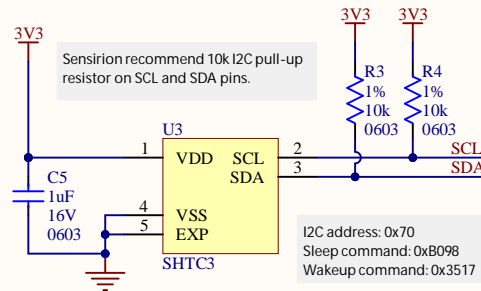 3V3
3V3
3V3
Sensirion recommend 10k I2C pull-up
resistor on SCL and SDA pins.
R3
1%
10k
0603
R4
1%
10k
0603
U3
1
VDD
SCL
2
SCL
SDA
3
SDA
C5
1uF
16V
0603
4
VSS
5
EXP
SHTC3
I2C address: 0x70
Sleep command: 0xB098
Wakeup command: 0x3517